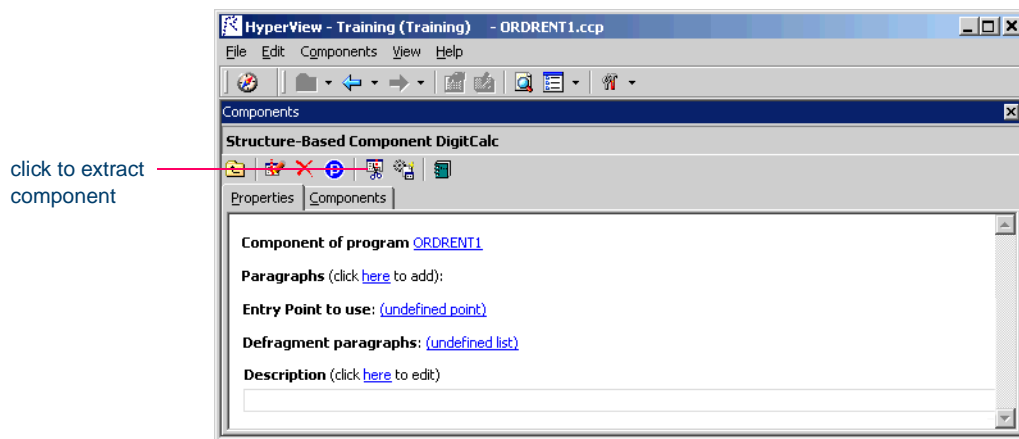 HyperView - Training (Training) - ORDRENT1.ccp
File Edit Components View Help
Components
Structure-Based Component DigitCalc
click to extract
component
Properties Components
Component of program ORDRENT1
Paragraphs (click here to add):
Entry Point to use: (undefined point)
Defragment paragraphs: (undefined list)
Description (click here to edit)